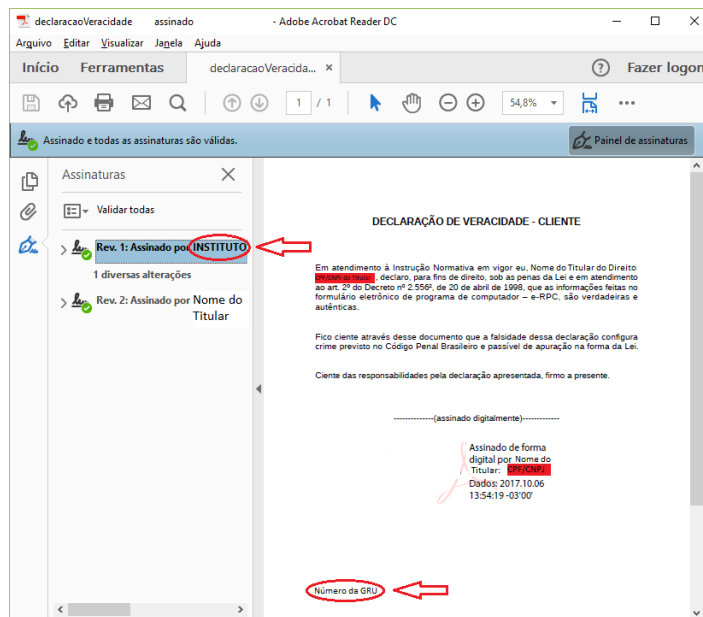 declaracaoVeracidade assinado - Adobe Acrobat Reader DC
Arquivo Editar Visualizar Janela Ajuda
Início Ferramentas declaracaoVeracida... × ? Fazer logon
1 / 1 54,8%
Assinado e todas as assinaturas são válidas. Painel de assinaturas
Assinaturas
Validar todas
Rev. 1: Assinado por INSTITUTO
1 diversas alterações
Rev. 2: Assinado por Nome do
Titular
DECLARAÇÃO DE VERACIDADE - CLIENTE
Em atendimento à Instrução Normativa em vigor eu, Nome do Titular do Direito
CPF/CNPJ do Titular, declaro, para fins de direito, sob as penas da Lei e em atendimento
ao art. 2º do Decreto nº 2.556², de 20 de abril de 1998, que as informações feitas no
formulário eletrônico de programa de computador – e-RPC, são verdadeiras e
autênticas.
Fico ciente através desse documento que a falsidade dessa declaração configura
crime previsto no Código Penal Brasileiro e passível de apuração na forma da Lei.
Ciente das responsabilidades pela declaração apresentada, firmo a presente.
--------------(assinado digitalmente)-------------
Assinado de forma
digital por Nome do
Titular: CPF/CNPJ
Dados: 2017.10.06
13:54:19 -03'00'
Número da GRU